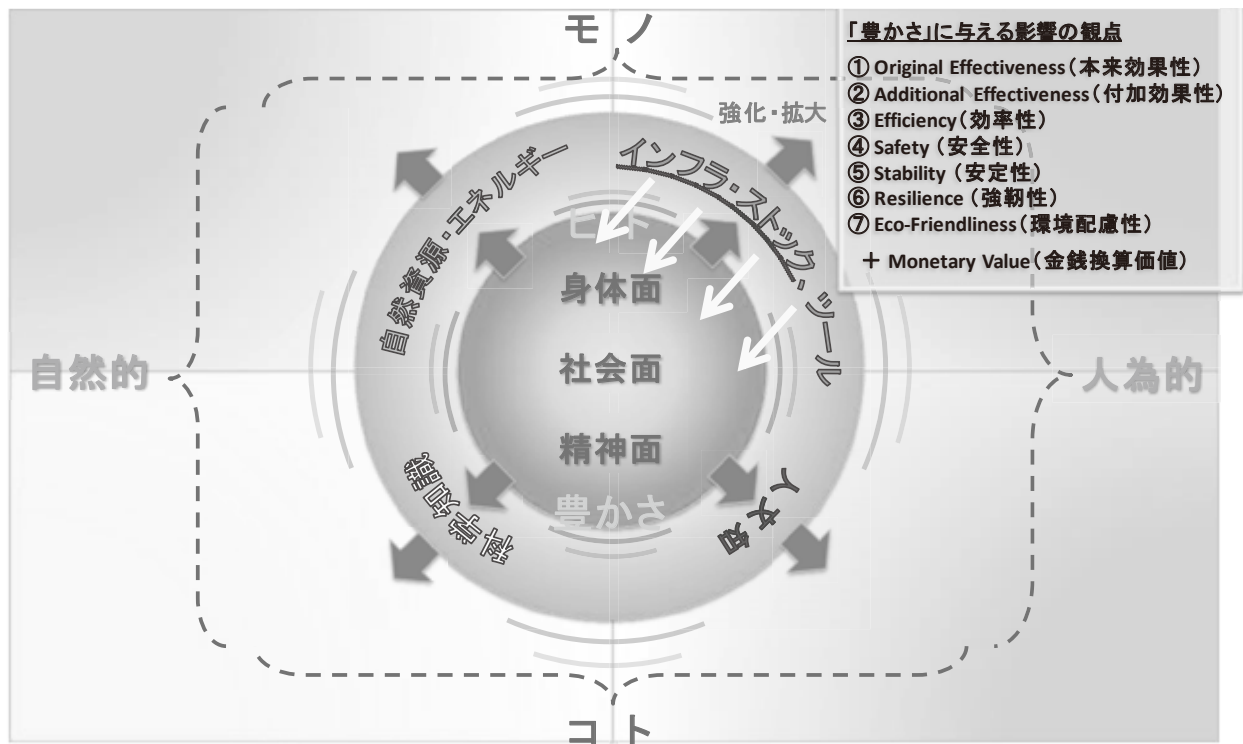 モノ
「豊かさ」に与える影響の観点
① Original Effectiveness(本来効果性)
② Additional Effectiveness(付加効果性)
③ Efficiency(効率性)
④ Safety (安全性)
⑤ Stability (安定性)
⑥ Resilience (強靭性)
⑦ Eco-Friendliness(環境配慮性)
+ Monetary Value(金銭換算価値)
強化・拡大
自然資源・エネルギー
インフラ・ストック、ツール
ヒト
身体面
自然的
社会面
人為的
精神面
豊かさ
科学知識
人文知
コト